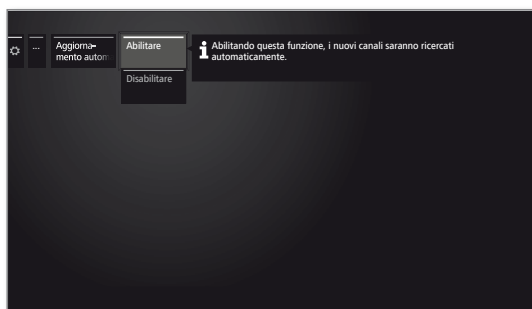 ...
Aggiorna-
mento autom
Abilitare
Disabilitare
Abilitando questa funzione, i nuovi canali saranno ricercati
automaticamente.